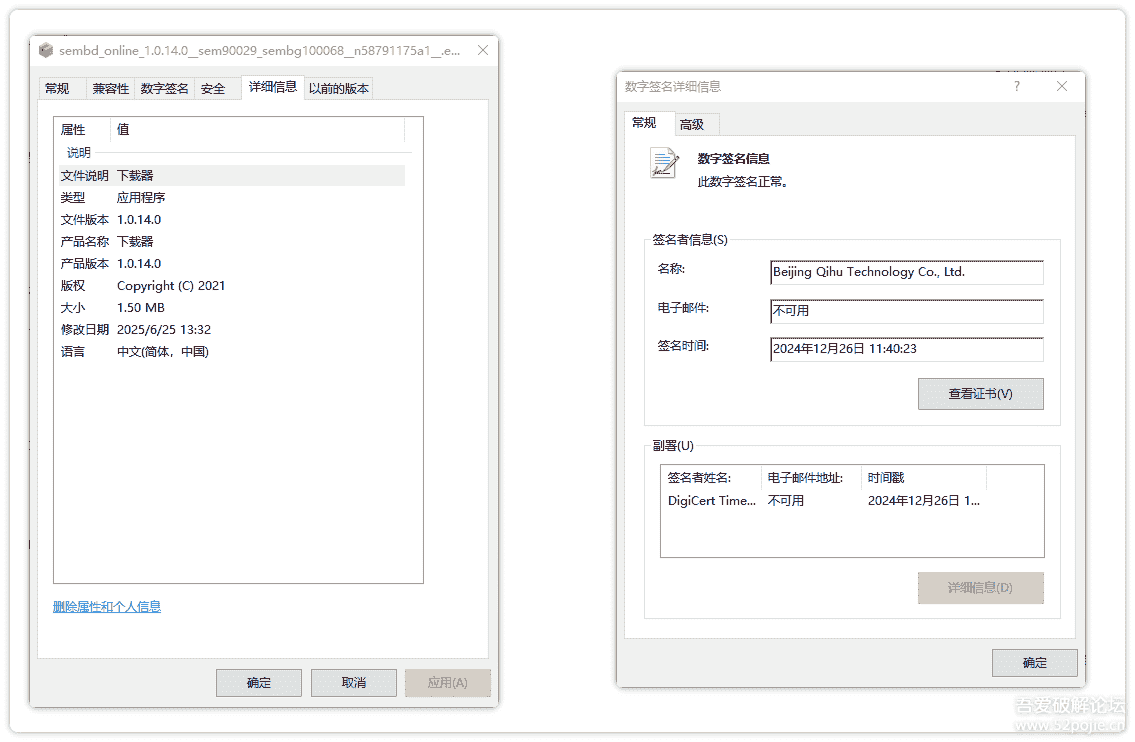 sembd_online_1.0.14.0__sem90029_sembg100068__n58791175a1__.e...
常规 兼容性 数字签名 安全 详细信息 以前的版本
属性 值
说明
文件说明 下载器
类型 应用程序
文件版本 1.0.14.0
产品名称 下载器
产品版本 1.0.14.0
版权 Copyright (C) 2021
大小 1.50 MB
修改日期 2025/6/25 13:32
语言 中文(简体，中国)
删除属性和个人信息
确定 取消 应用(A)
数字签名详细信息 ?
常规 高级
数字签名信息
此数字签名正常。
签名者信息(S)
名称: Beijing Qihu Technology Co., Ltd.
电子邮件: 不可用
签名时间: 2024年12月26日 11:40:23
查看证书(V)
副署(U)
签名者姓名: 电子邮件地址: 时间戳
DigiCert Time... 不可用 2024年12月26日 1...
详细信息(D)
确定
吾爱破解论坛
www.52pojie.cn